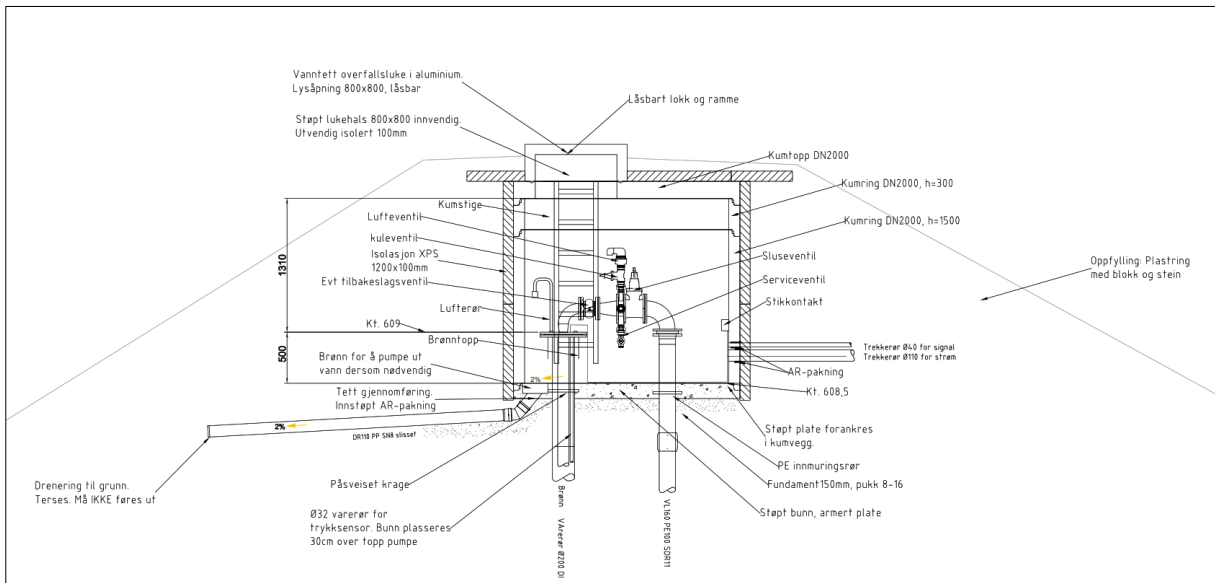 Vanntett overfallsluke i aluminium.
Lysåpning 800x800, låsbar
Låsbart lokk og ramme
Støpt lukehals 800x800 innvendig.
Utvendig isolert 100mm
Kumtopp DN2000
Kumring DN2000, h=300
Kumstige
Lufteventil
Kumring DN2000, h=1500
kuleventil
Isolasjon XPS
1200x100mm
Sluseventil
Evt tilbakeslagsventil
Serviceventil
Oppfylling: Plastring
med blokk og stein
1310
Stikkontakt
Lufterør
Kt. 609
Brønntopp
Trekkerør Ø40 for signal
Trekkerør Ø110 for strøm
500
Brønn for å pumpe ut
vann dersom nødvendig
AR-pakning
2%
Tett gjennomføring.
Innstøpt AR-pakning
Kt. 608,5
2%
DR110 PP SN8 slisset
Støpt plate forankres
i kumvegg.
PE innmuringsrør
Drenering til grunn.
Terses. Må IKKE føres ut
Påsveiset krage
Fundament150mm, pukk 8-16
Ø32 varerør for
trykksensor. Bunn plasseres
30cm over topp pumpe
Støpt bunn, armert plate
Brønn VArerør Ø200 DI
VL160 PE100 SDR11